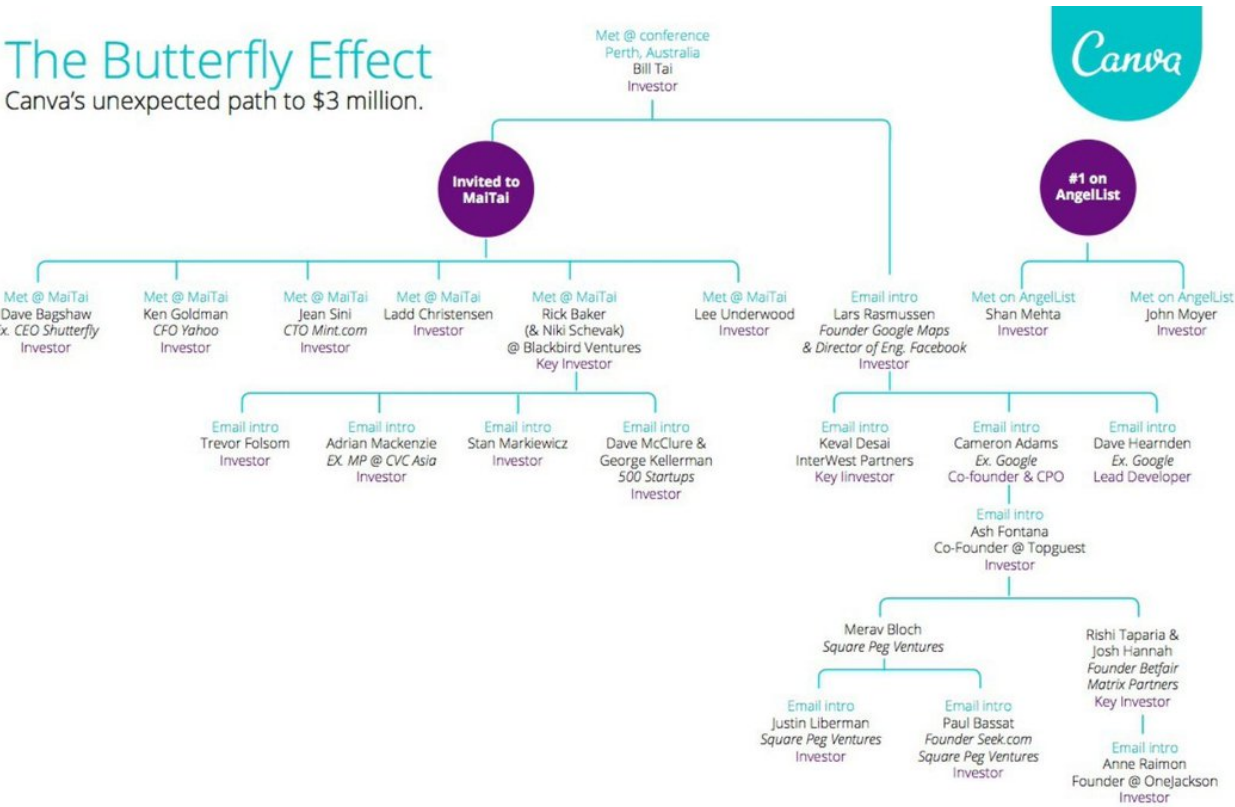 The Butterfly Effect
Canva's unexpected path to $3 million.
Met @ conference
Perth, Australia
Bill Tai
Investor
Canva
Invited to
MaiTai
#1 on
AngelList
Met @ MaiTai
Dave Bagshaw
x. CEO Shutterfly
Investor
Met @ MaiTai
Ken Goldman
CFO Yahoo
Investor
Met @ MaiTai
Jean Sini
CTO Mint.com
Investor
Met @ MaiTai
Ladd Christensen
Investor
Met @ MaiTai
Rick Baker
(& Niki Schevak)
@ Blackbird Ventures
Key Investor
Met @ MaiTai
Lee Underwood
Investor
Email intro
Lars Rasmussen
Founder Google Maps
& Director of Eng. Facebook
Investor
Met on AngelList
Shan Mehta
Investor
Met on AngelList
John Moyer
Investor
Email intro
Trevor Folsom
Investor
Email intro
Adrian Mackenzie
EX. MP @ CVC Asia
Investor
Email intro
Stan Markiewicz
Investor
Email intro
Dave McClure &
George Kellerman
500 Startups
Investor
Email intro
Keval Desai
InterWest Partners
Key Iinvestor
Email intro
Cameron Adams
Ex. Google
Co-founder & CPO
Email intro
Dave Hearnden
Ex. Google
Lead Developer
Email intro
Ash Fontana
Co-Founder @ Topguest
Investor
Merav Bloch
Square Peg Ventures
Rishi Taparia &
Josh Hannah
Founder Betfair
Matrix Partners
Key Investor
Email intro
Justin Liberman
Square Peg Ventures
Investor
Email intro
Paul Bassat
Founder Seek.com
Square Peg Ventures
Investor
Email intro
Anne Raimon
Founder @ OneJackson
Investor